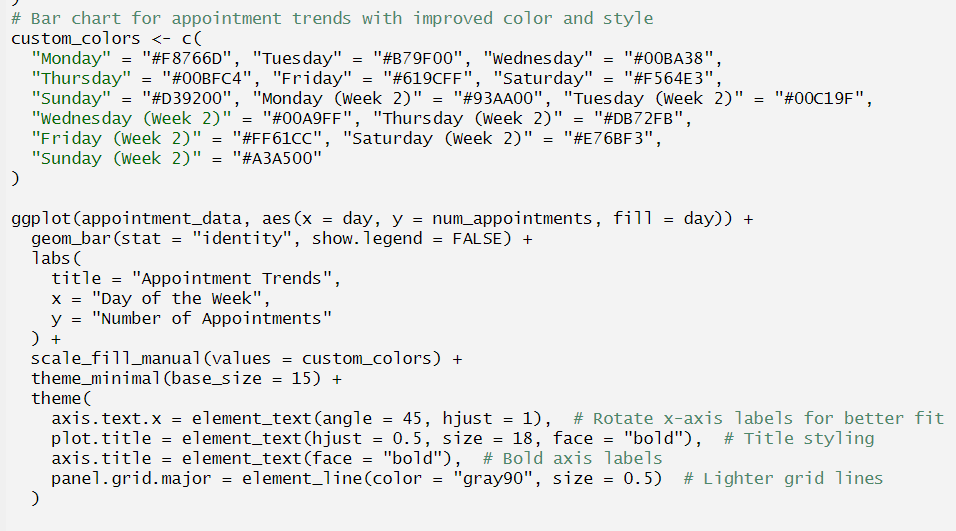 )
# Bar chart for appointment trends with improved color and style
custom_colors <- c(
  "Monday" = "#F8766D", "Tuesday" = "#B79F00", "Wednesday" = "#00BA38",
  "Thursday" = "#00BFC4", "Friday" = "#619CFF", "Saturday" = "#F564E3",
  "Sunday" = "#D39200", "Monday (Week 2)" = "#93AA00", "Tuesday (Week 2)" = "#00C19F",
  "Wednesday (Week 2)" = "#00A9FF", "Thursday (Week 2)" = "#DB72FB",
  "Friday (Week 2)" = "#FF61CC", "Saturday (Week 2)" = "#E76BF3",
  "Sunday (Week 2)" = "#A3A500"
)

ggplot(appointment_data, aes(x = day, y = num_appointments, fill = day)) +
  geom_bar(stat = "identity", show.legend = FALSE) +
  labs(
    title = "Appointment Trends",
    x = "Day of the Week",
    y = "Number of Appointments"
  ) +
  scale_fill_manual(values = custom_colors) +
  theme_minimal(base_size = 15) +
  theme(
    axis.text.x = element_text(angle = 45, hjust = 1),  # Rotate x-axis labels for better fit
    plot.title = element_text(hjust = 0.5, size = 18, face = "bold"),  # Title styling
    axis.title = element_text(face = "bold"),  # Bold axis labels
    panel.grid.major = element_line(color = "gray90", size = 0.5)  # Lighter grid lines
  )